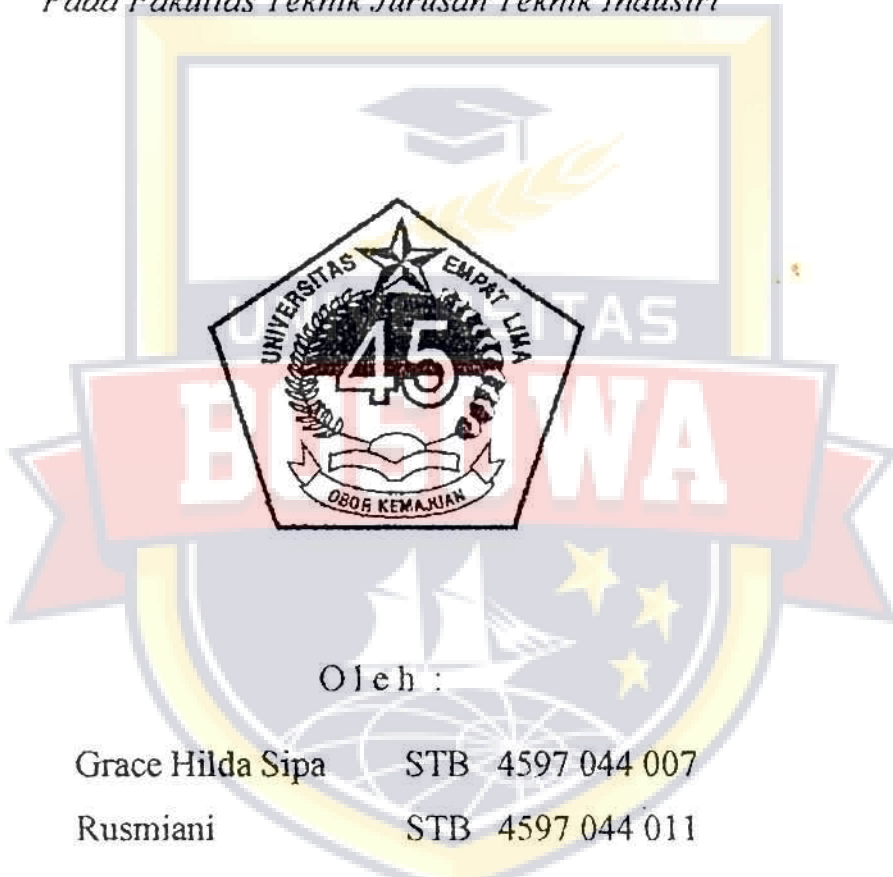 Pada Fakultas Teknik Jurusan Teknik Industri
UNIVERSITAS EMPAT LIMA
45
OBOR KEMAJUAN
UNIVERSITAS
BOSOWA
Oleh :
Grace Hilda Sipa STB 4597 044 007
Rusmiani STB 4597 044 011